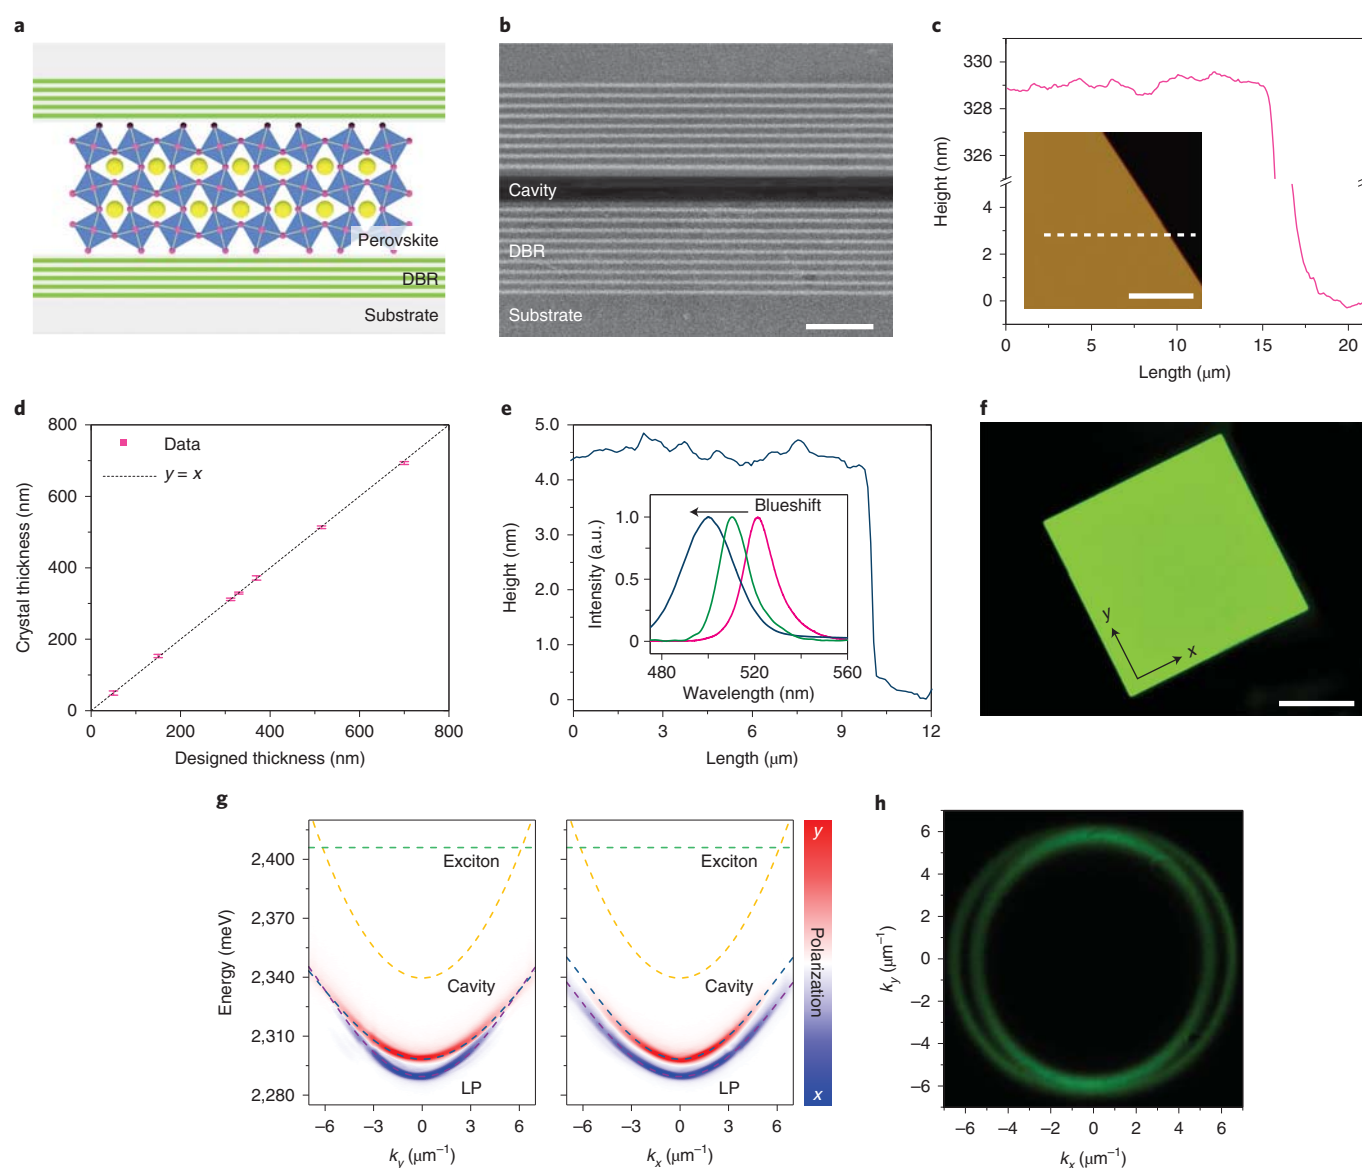 a
Perovskite
DBR
Substrate
b
Cavity
DBR
Substrate
c
Height (nm)
330
328
326
4
2
0
0 5 10 15 20
Length (μm)
d
Crystal thickness (nm)
800
600
400
200
0
Data
y = x
0 200 400 600 800
Designed thickness (nm)
e
Height (nm)
5.0
4.0
3.0
2.0
1.0
0
Blueshift
Intensity (a.u.)
1.0
0.5
0
480 520 560
Wavelength (nm)
0 3 6 9 12
Length (μm)
f
y
x
g
Energy (meV)
2,400
2,370
2,340
2,310
2,280
Exciton
Cavity
LP
−6 −3 0 3 6
ky (μm−1)
Exciton
Cavity
LP
−6 −3 0 3 6
kx (μm−1)
y
Polarization
x
h
ky (μm−1)
6
4
2
0
−2
−4
−6
−6 −4 −2 0 2 4 6
kx (μm−1)